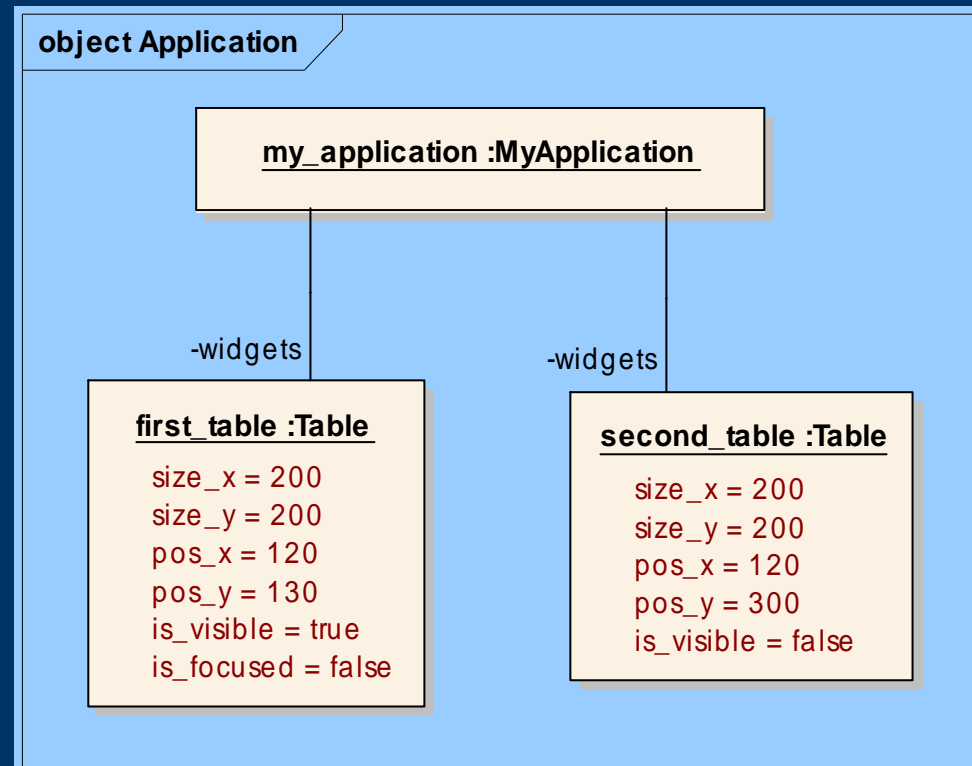 object Application
my_application :MyApplication
-widgets
-widgets
first_table :Table
size_x = 200
size_y = 200
pos_x = 120
pos_y = 130
is_visible = true
is_focused = false
second_table :Table
size_x = 200
size_y = 200
pos_x = 120
pos_y = 300
is_visible = false